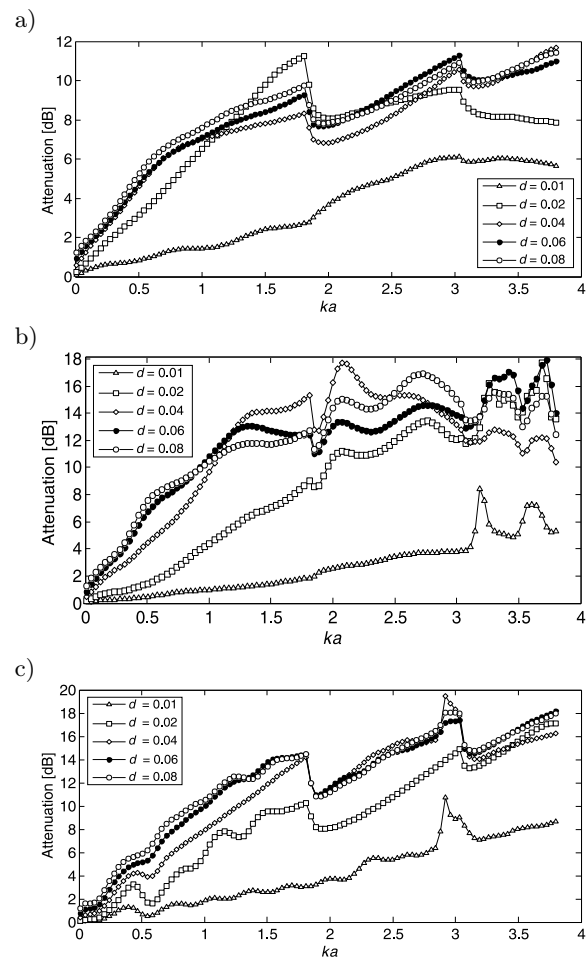 a)
12
10
8
6
4
2
0
Attenuation [dB]
d = 0.01
d = 0.02
d = 0.04
d = 0.06
d = 0.08
0 0.5 1 1.5 2 2.5 3 3.5 4
ka
b)
18
16
14
12
10
8
6
4
2
0
Attenuation [dB]
d = 0.01
d = 0.02
d = 0.04
d = 0.06
d = 0.08
0 0.5 1 1.5 2 2.5 3 3.5 4
ka
c)
20
18
16
14
12
10
8
6
4
2
0
Attenuation [dB]
d = 0.01
d = 0.02
d = 0.04
d = 0.06
d = 0.08
0 0.5 1 1.5 2 2.5 3 3.5 4
ka